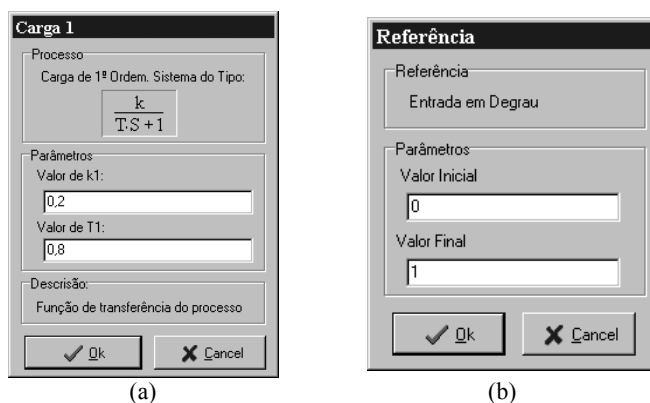 Carga 1
Processo
Carga de 1ª Ordem. Sistema do Tipo:
k
T.S + 1
Parâmetros
Valor de k1:
0,2
Valor de T1:
0,8
Descrisão:
Função de transferência do processo
Ok
Cancel
(a)
Referência
Referência
Entrada em Degrau
Parâmetros
Valor Inicial
0
Valor Final
1
Ok
Cancel
(b)